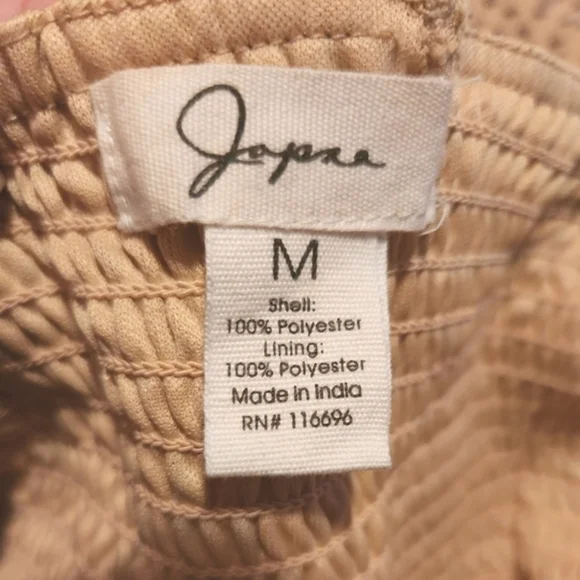 Japna
M
Shell:
100% Polyester
Lining:
100% Polyester
Made in India
RN# 116696